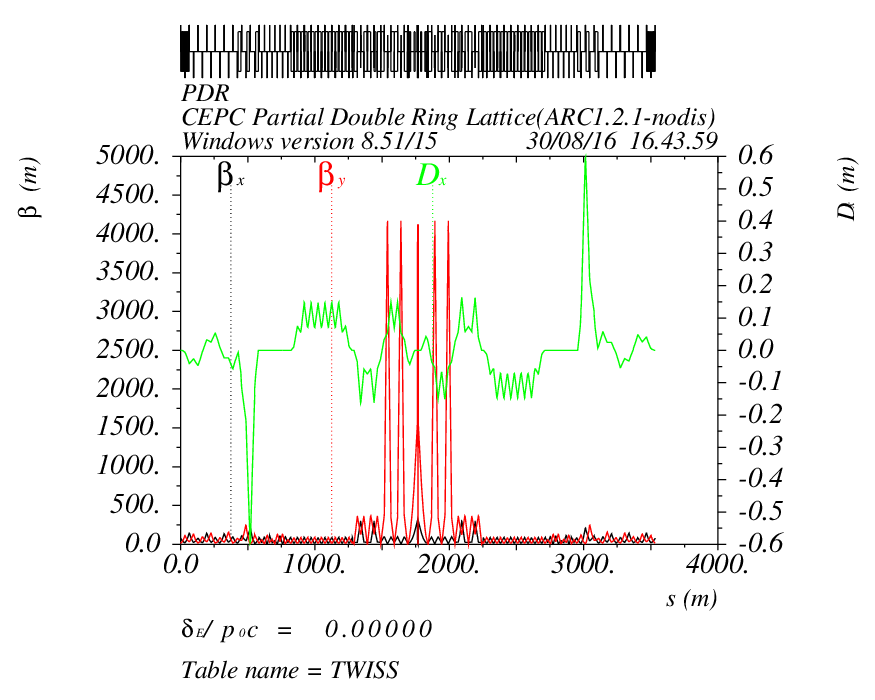 PDR
CEPC Partial Double Ring Lattice(ARC1.2.1-nodis)
Windows version 8.51/15 30/08/16 16.43.59
β (m)
Dₓ (m)
5000.
4500.
4000.
3500.
3000.
2500.
2000.
1500.
1000.
500.
0.0
βx βy Dx
0.6
0.5
0.4
0.3
0.2
0.1
0.0
-0.1
-0.2
-0.3
-0.4
-0.5
-0.6
0.0 1000. 2000. 3000. 4000.
s (m)
δE/ p0c = 0.00000
Table name = TWISS